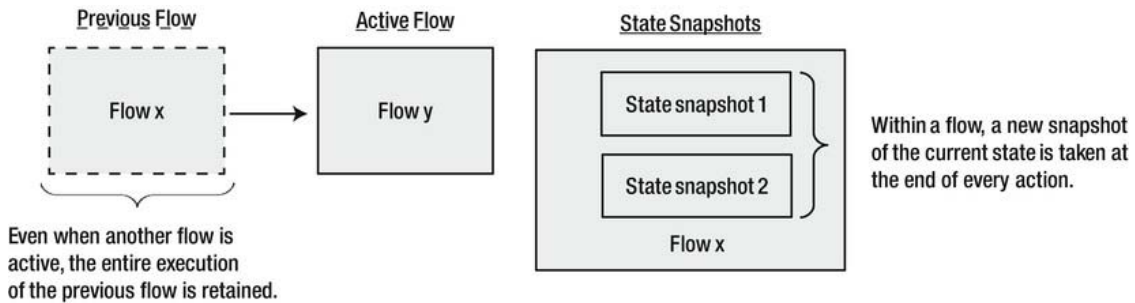 Previous Flow
Active Flow
State Snapshots
Flow x
Flow y
State snapshot 1
State snapshot 2
Flow x
Within a flow, a new snapshot
of the current state is taken at
the end of every action.
Even when another flow is
active, the entire execution
of the previous flow is retained.